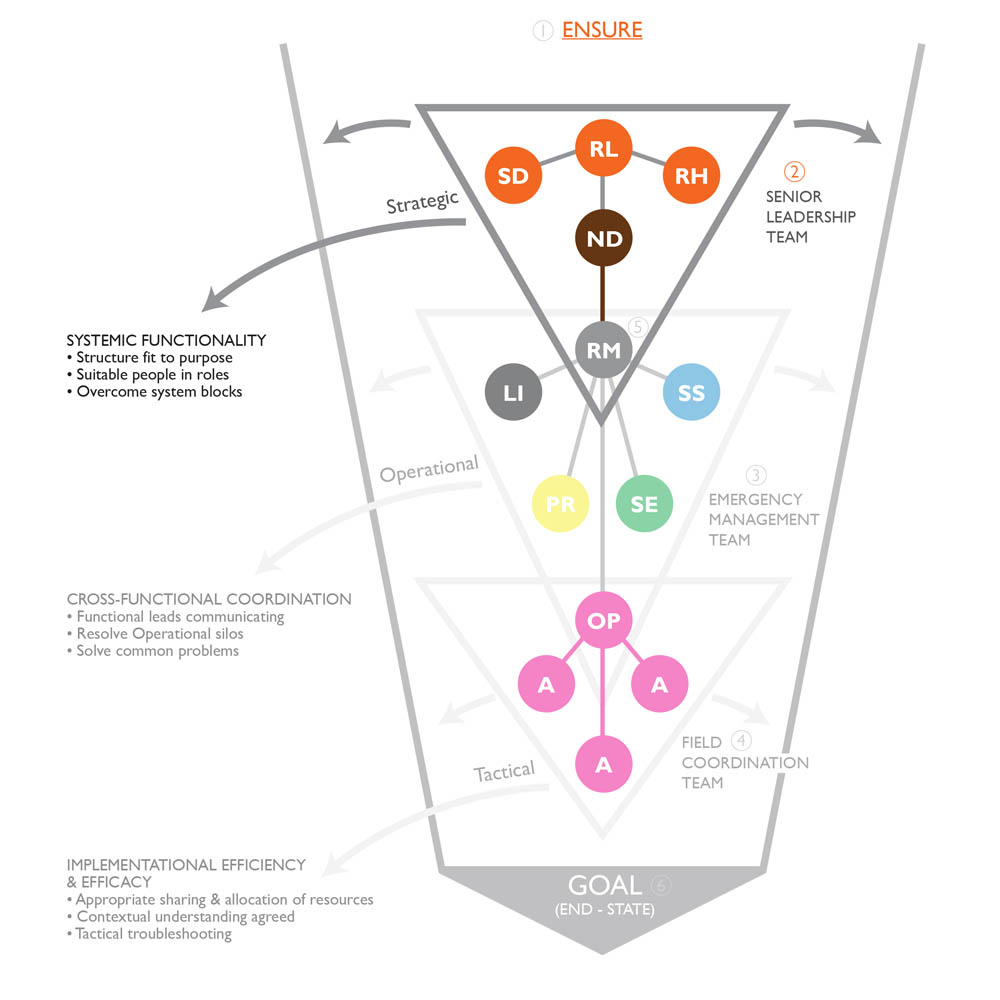 ① ENSURE
RL
SD
RH
②
SENIOR
LEADERSHIP
TEAM
Strategic
ND
SYSTEMIC FUNCTIONALITY
• Structure fit to purpose
• Suitable people in roles
• Overcome system blocks
⑤
RM
LI
SS
Operational
③
EMERGENCY
MANAGEMENT
TEAM
PR
SE
CROSS-FUNCTIONAL COORDINATION
• Functional leads communicating
• Resolve Operational silos
• Solve common problems
OP
A
A
FIELD ④
COORDINATION
TEAM
Tactical
A
IMPLEMENTATIONAL EFFICIENCY
& EFFICACY
• Appropriate sharing & allocation of resources
• Contextual understanding agreed
• Tactical troubleshooting
GOAL ⑥
(END - STATE)